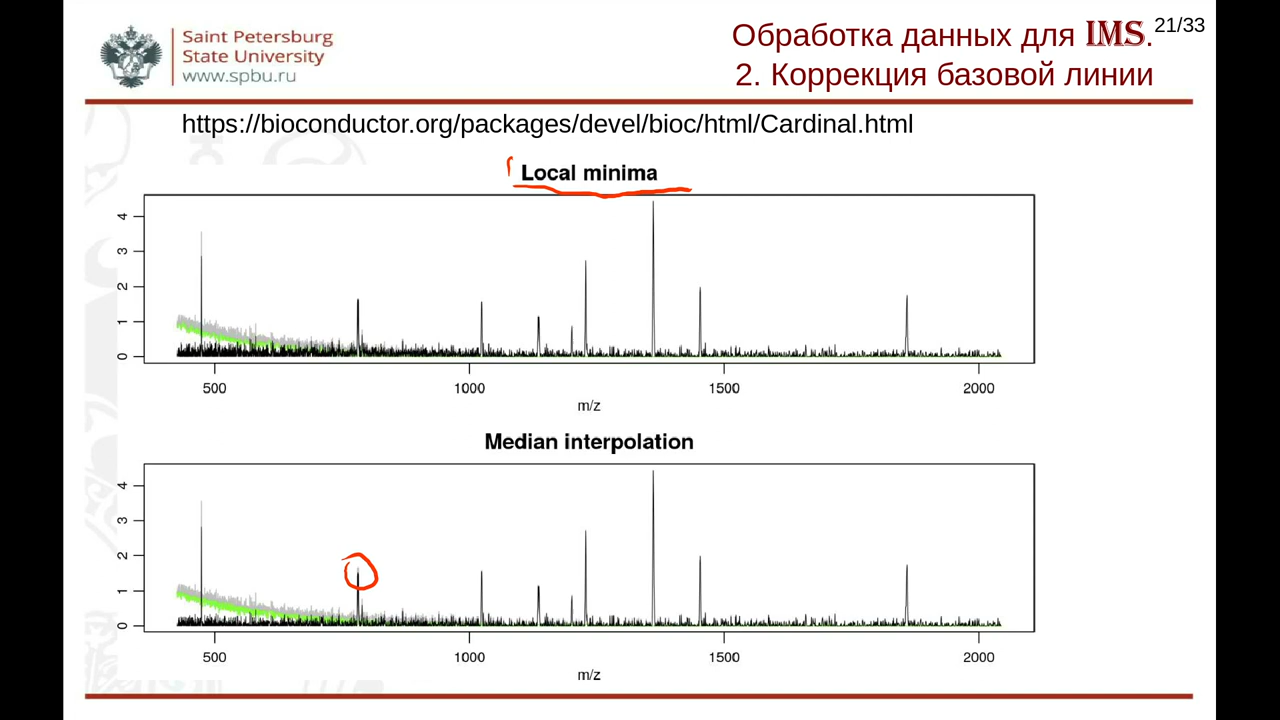 Saint Petersburg
State University
www.spbu.ru
Обработка данных для IMS.
2. Коррекция базовой линии
21/33
https://bioconductor.org/packages/devel/bioc/html/Cardinal.html
Local minima
4
3
2
1
0
500 1000 1500 2000
m/z
Median interpolation
4
3
2
1
0
500 1000 1500 2000
m/z